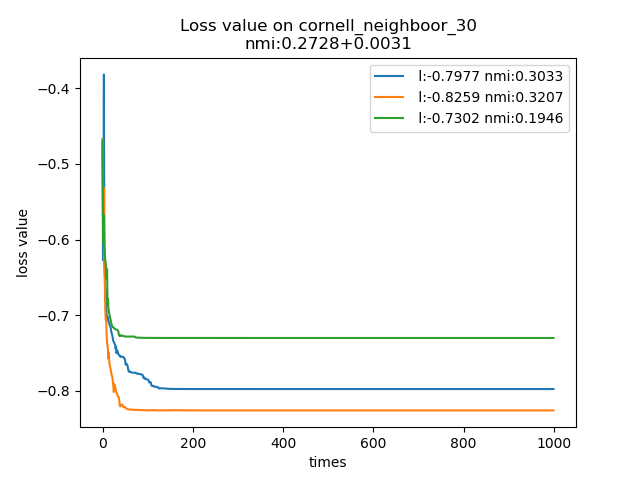 Loss value on cornell_neighboor_30
nmi:0.2728+0.0031
l:-0.7977 nmi:0.3033
l:-0.8259 nmi:0.3207
l:-0.7302 nmi:0.1946
−0.4
−0.5
−0.6
−0.7
−0.8
loss value
0 200 400 600 800 1000
times